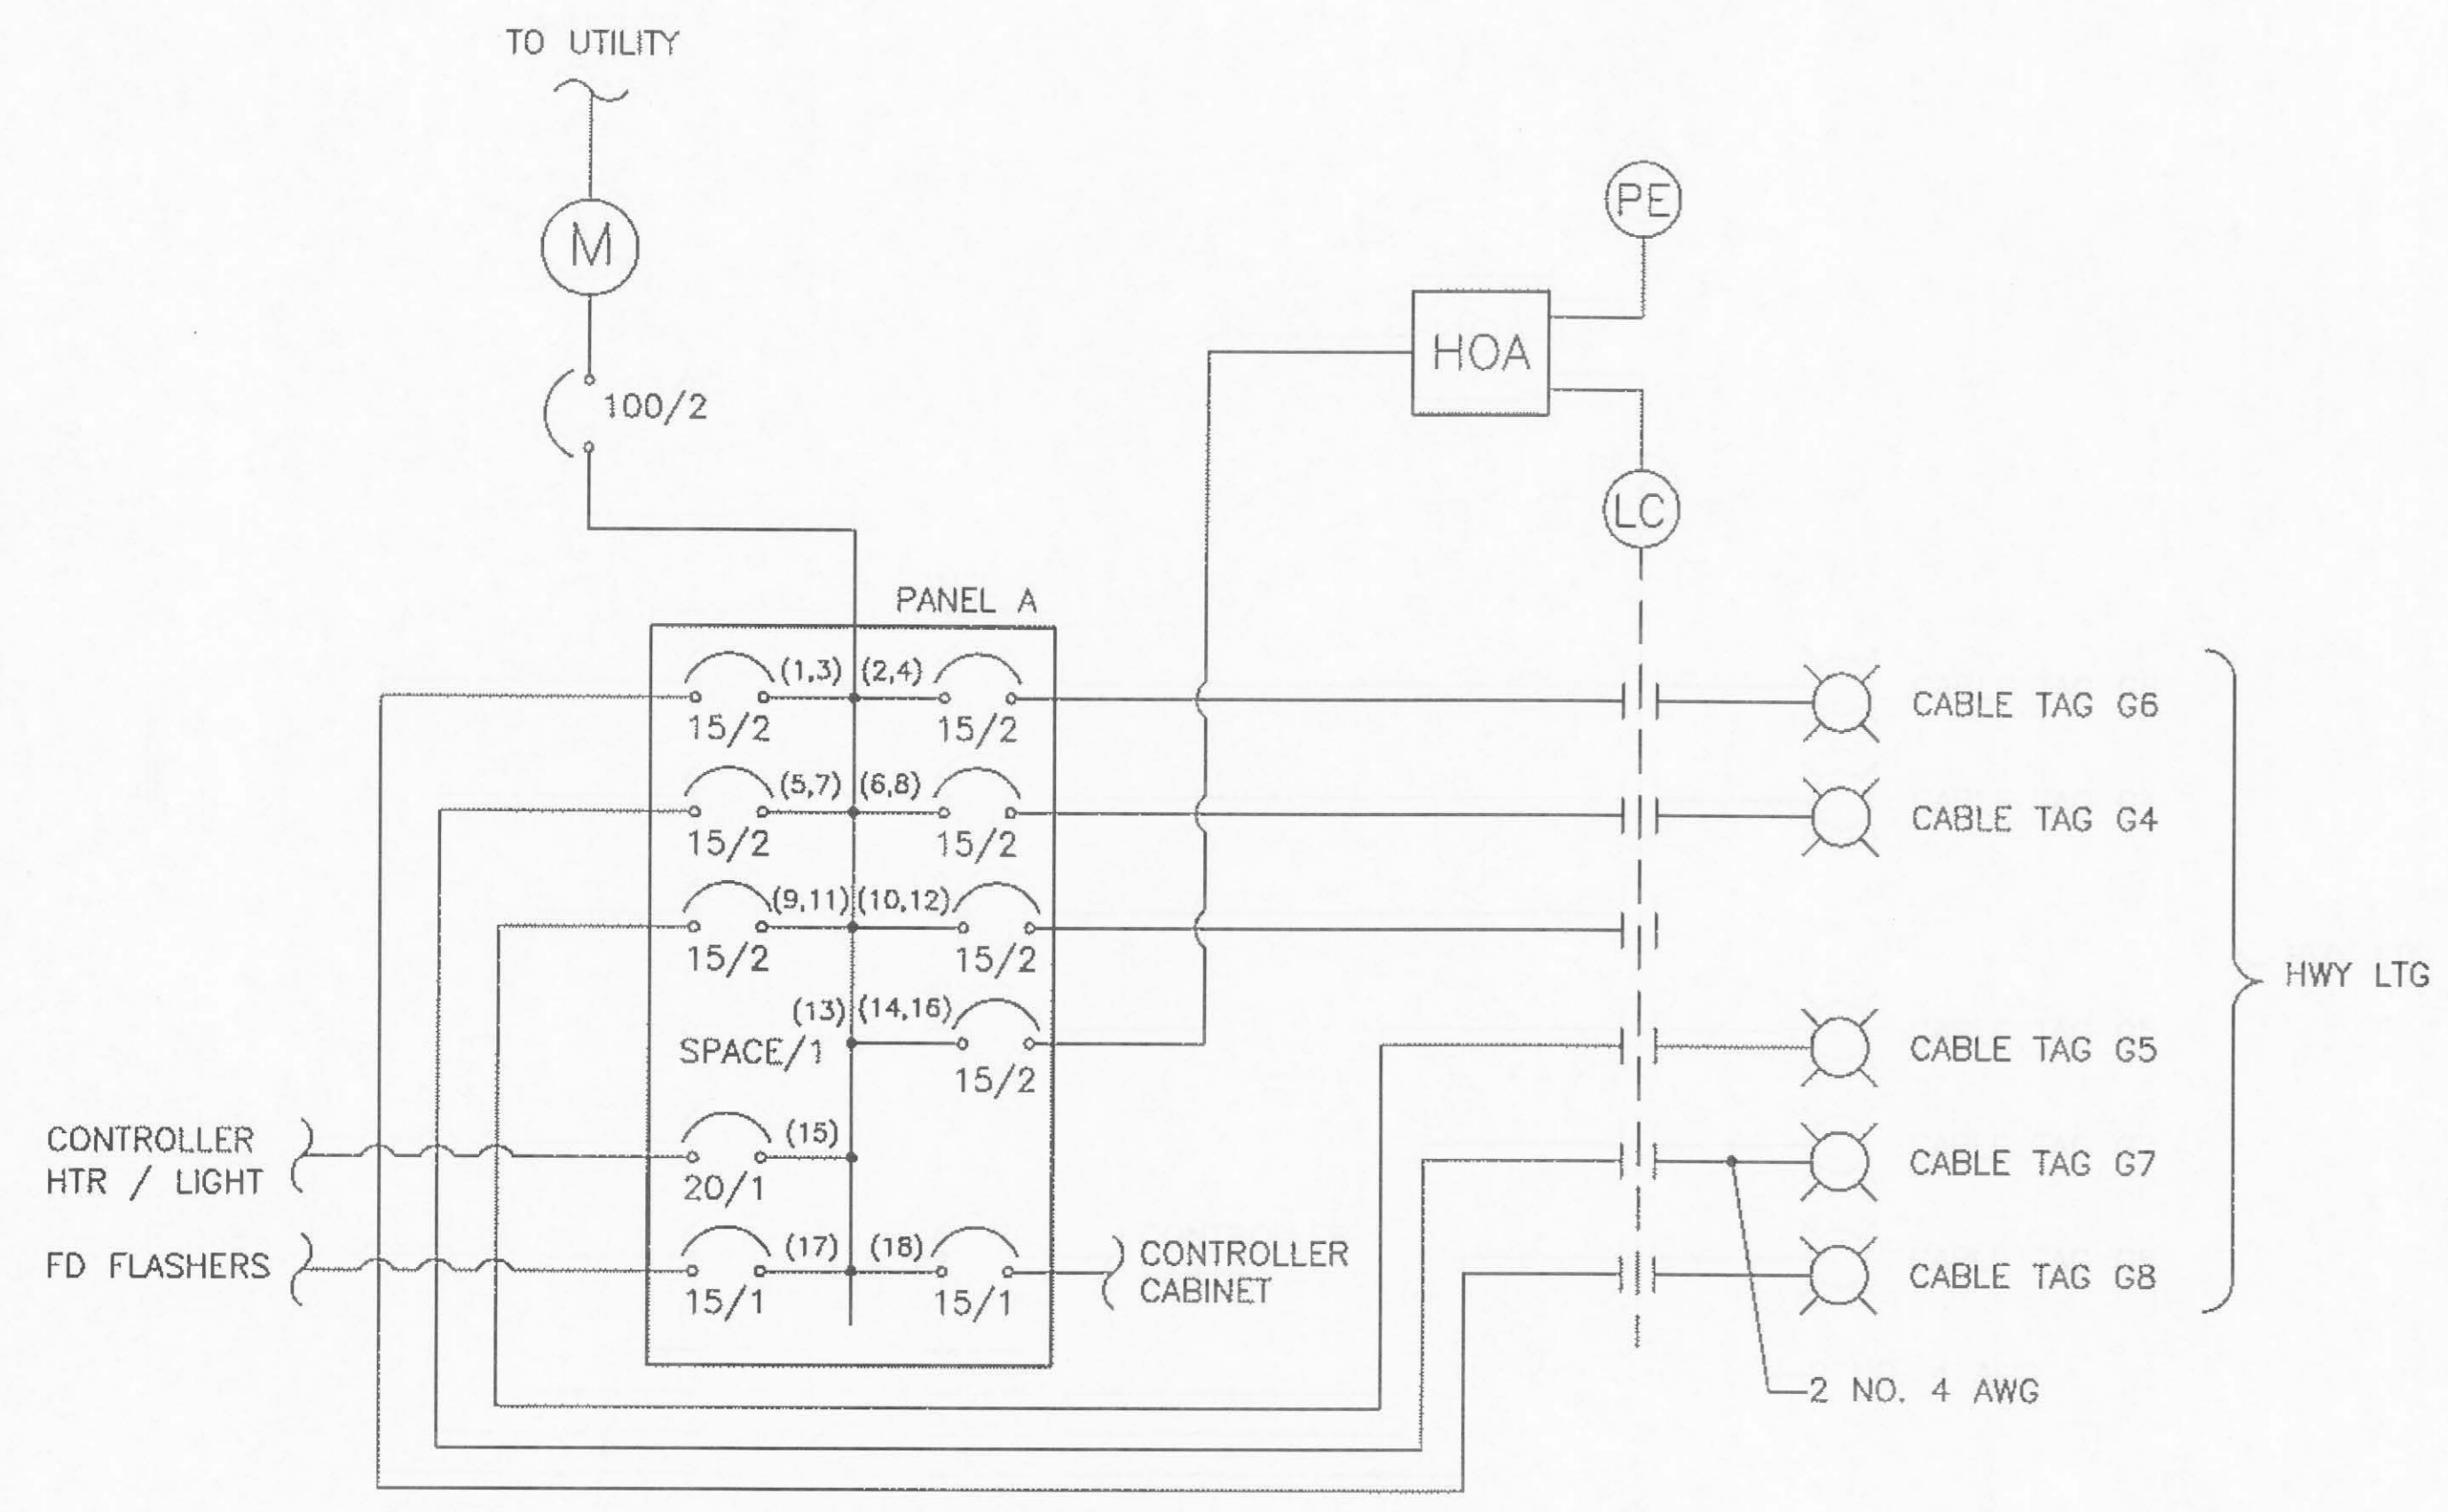 TO UTILITY
M
100/2
PE
HOA
LC
PANEL A
(1,3) (2,4)
15/2 15/2
CABLE TAG G6
(5,7) (6,8)
15/2 15/2
CABLE TAG G4
(9,11) (10,12)
15/2 15/2
HWY LTG
(13) (14,16)
SPACE/1 15/2
CABLE TAG G5
CONTROLLER
HTR / LIGHT
(15)
20/1
CABLE TAG G7
FD FLASHERS
(17) (18)
15/1 15/1
CONTROLLER
CABINET
CABLE TAG G8
2 NO. 4 AWG